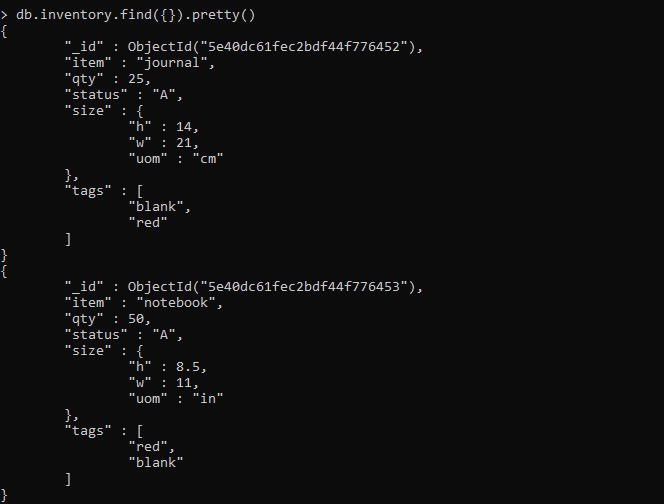 > db.inventory.find({}).pretty()
{
        "_id" : ObjectId("5e40dc61fec2bdf44f776452"),
        "item" : "journal",
        "qty" : 25,
        "status" : "A",
        "size" : {
                "h" : 14,
                "w" : 21,
                "uom" : "cm"
        },
        "tags" : [
                "blank",
                "red"
        ]
}
{
        "_id" : ObjectId("5e40dc61fec2bdf44f776453"),
        "item" : "notebook",
        "qty" : 50,
        "status" : "A",
        "size" : {
                "h" : 8.5,
                "w" : 11,
                "uom" : "in"
        },
        "tags" : [
                "red",
                "blank"
        ]
}